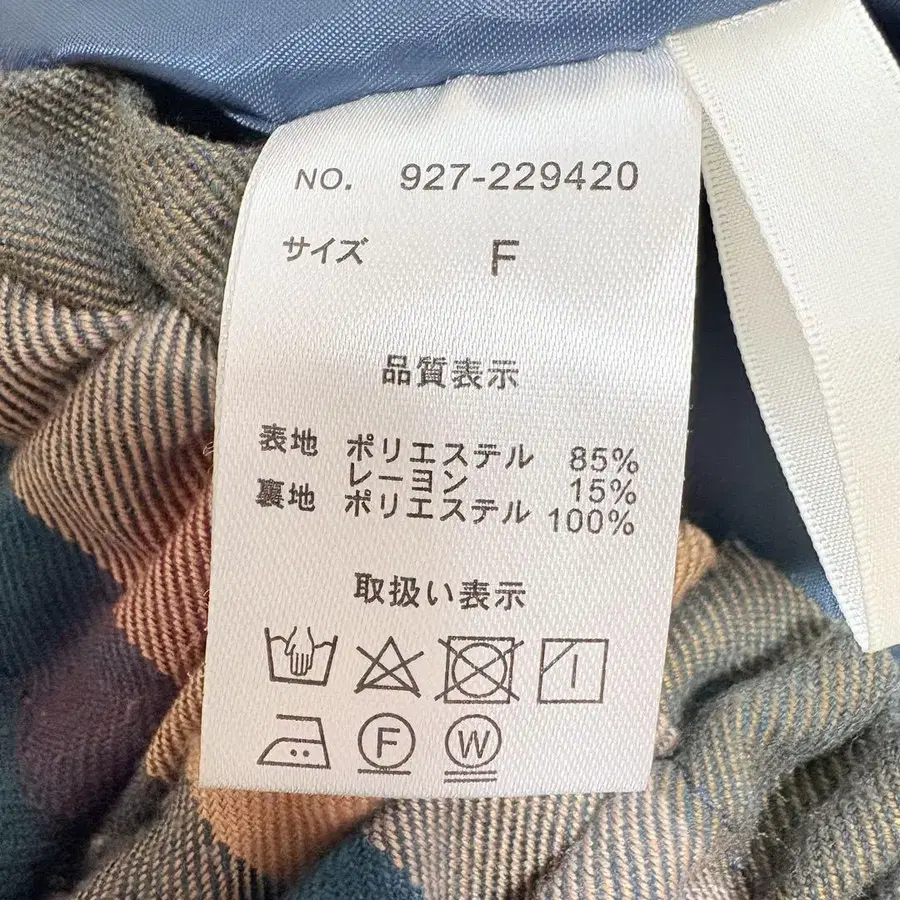 NO. 927-229420
サイズ F
品質表示
表地 ポリエステル 85%
レーヨン 15%
裏地 ポリエステル 100%
取扱い表示
F W